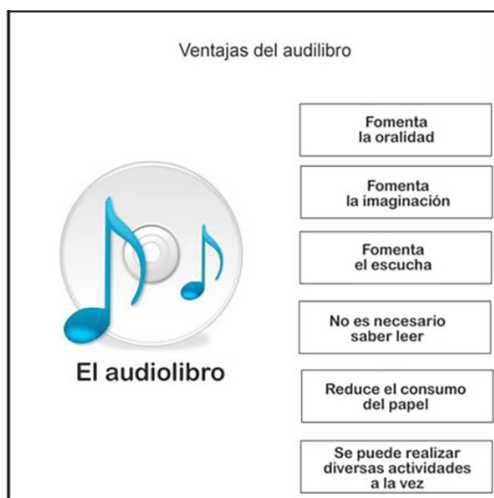 Ventajas del audilibro
Fomenta
la oralidad
Fomenta
la imaginación
Fomenta
el escucha
No es necesario
saber leer
Reduce el consumo
del papel
Se puede realizar
diversas actividades
a la vez
El audiolibro